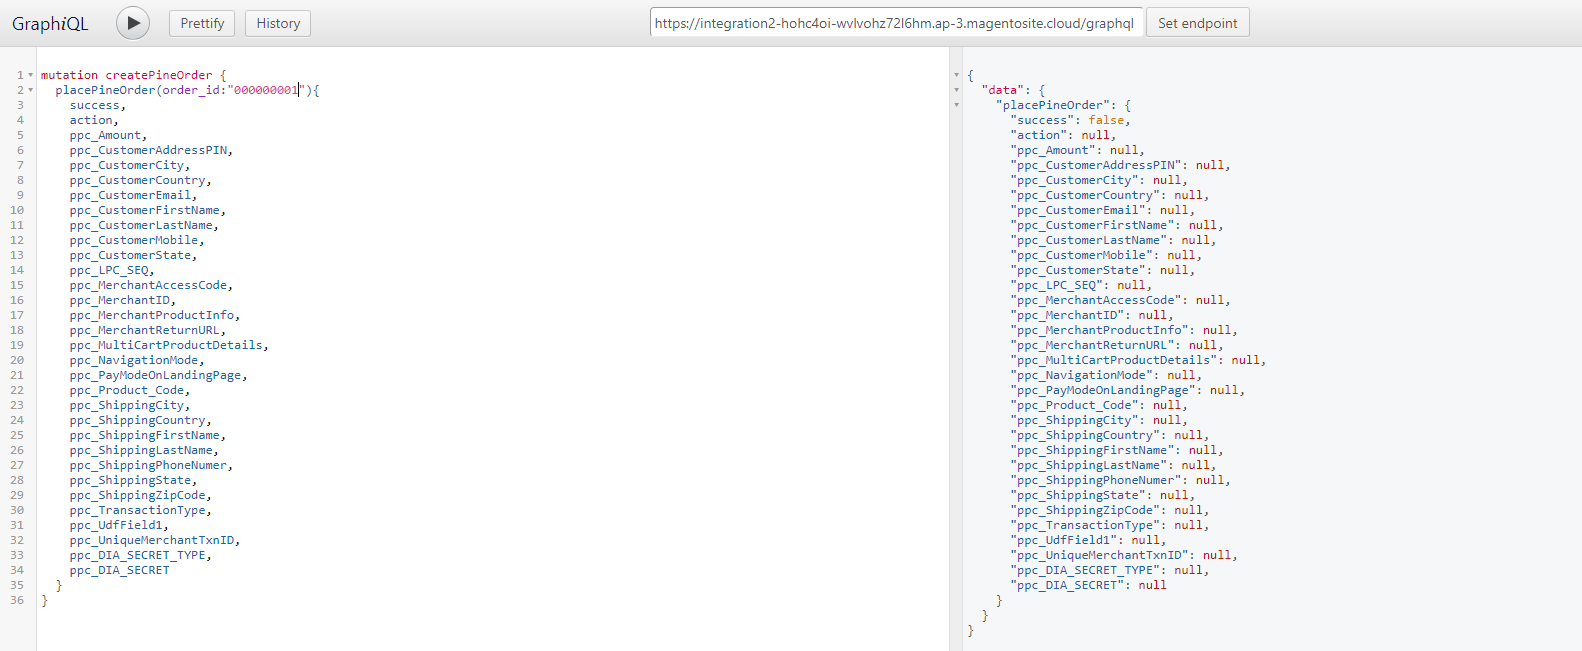 GraphiQL Prettify History https://integration2-hohc4oi-wvlvohz72l6hm.ap-3.magentosite.cloud/graphql Set endpoint
1 mutation createPineOrder {
2 placePineOrder(order_id:"000000001"){
3 success,
4 action,
5 ppc_Amount,
6 ppc_CustomerAddressPIN,
7 ppc_CustomerCity,
8 ppc_CustomerCountry,
9 ppc_CustomerEmail,
10 ppc_CustomerFirstName,
11 ppc_CustomerLastName,
12 ppc_CustomerMobile,
13 ppc_CustomerState,
14 ppc_LPC_SEQ,
15 ppc_MerchantAccessCode,
16 ppc_MerchantID,
17 ppc_MerchantProductInfo,
18 ppc_MerchantReturnURL,
19 ppc_MultiCartProductDetails,
20 ppc_NavigationMode,
21 ppc_PayModeOnLandingPage,
22 ppc_Product_Code,
23 ppc_ShippingCity,
24 ppc_ShippingCountry,
25 ppc_ShippingFirstName,
26 ppc_ShippingLastName,
27 ppc_ShippingPhoneNumer,
28 ppc_ShippingState,
29 ppc_ShippingZipCode,
30 ppc_TransactionType,
31 ppc_UdfField1,
32 ppc_UniqueMerchantTxnID,
33 ppc_DIA_SECRET_TYPE,
34 ppc_DIA_SECRET
35 }
36 }
{
"data": {
"placePineOrder": {
"success": false,
"action": null,
"ppc_Amount": null,
"ppc_CustomerAddressPIN": null,
"ppc_CustomerCity": null,
"ppc_CustomerCountry": null,
"ppc_CustomerEmail": null,
"ppc_CustomerFirstName": null,
"ppc_CustomerLastName": null,
"ppc_CustomerMobile": null,
"ppc_CustomerState": null,
"ppc_LPC_SEQ": null,
"ppc_MerchantAccessCode": null,
"ppc_MerchantID": null,
"ppc_MerchantProductInfo": null,
"ppc_MerchantReturnURL": null,
"ppc_MultiCartProductDetails": null,
"ppc_NavigationMode": null,
"ppc_PayModeOnLandingPage": null,
"ppc_Product_Code": null,
"ppc_ShippingCity": null,
"ppc_ShippingCountry": null,
"ppc_ShippingFirstName": null,
"ppc_ShippingLastName": null,
"ppc_ShippingPhoneNumer": null,
"ppc_ShippingState": null,
"ppc_ShippingZipCode": null,
"ppc_TransactionType": null,
"ppc_UdfField1": null,
"ppc_UniqueMerchantTxnID": null,
"ppc_DIA_SECRET_TYPE": null,
"ppc_DIA_SECRET": null
}
}
}